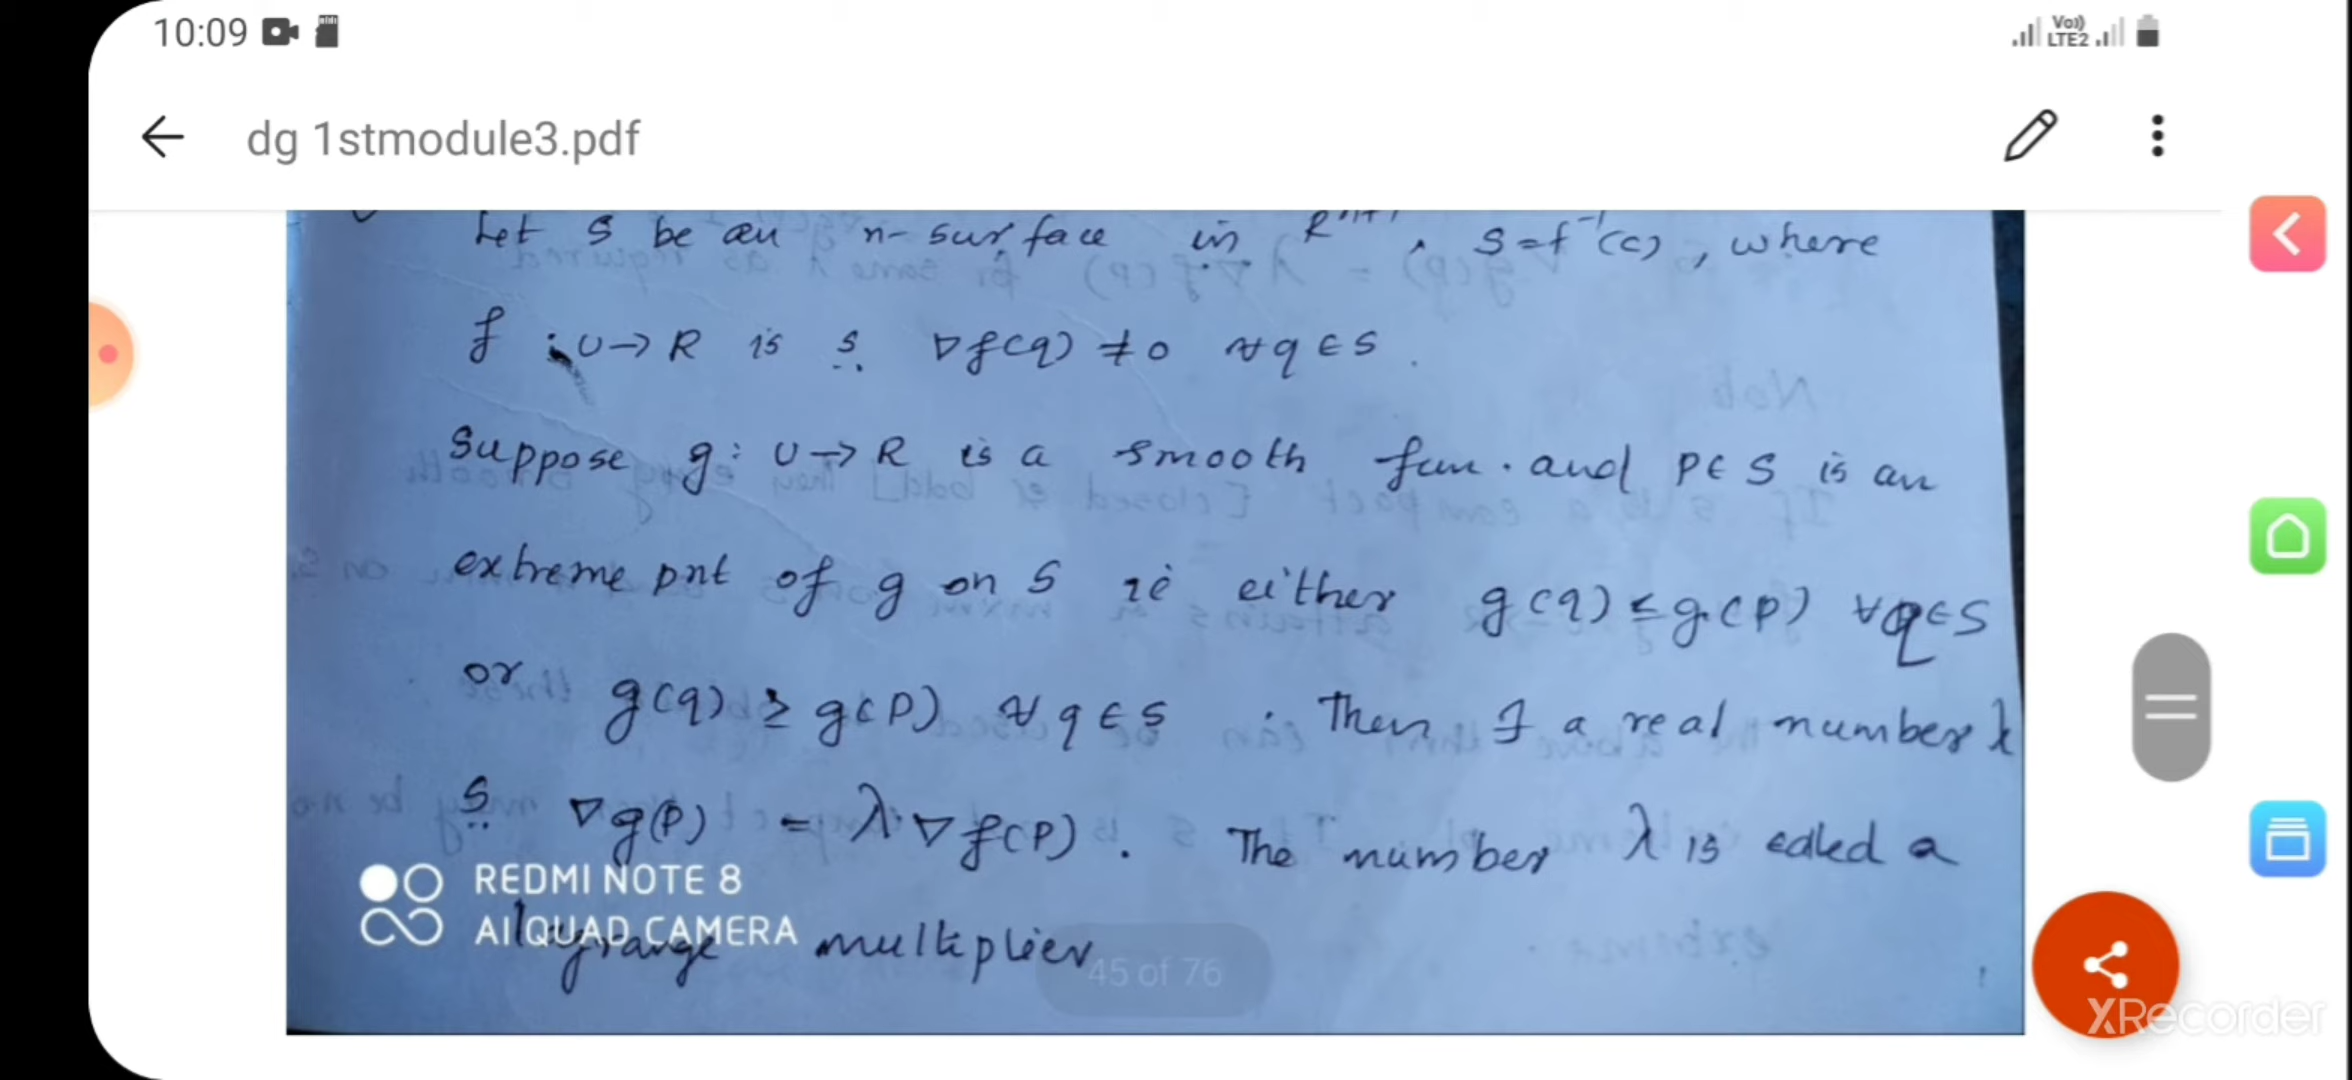 10:09
Vo))
LTE2
dg 1stmodule3.pdf
Let S be an n-surface in Rⁿ⁺¹, S=f⁻¹(c), where
f : U→R is s.t. ∇f(q) ≠0 ∀q∈S.
Suppose g: U→R is a smooth fun. and P∈S is an
extreme pnt of g on S ie either g(q)≤g(p) ∀q∈S
or g(q) ≥ g(P) ∀q∈S. Then ∃ a real number λ
s.t. ∇g(P) = λ.∇f(P). The number λ is called a
lagrange multiplier
REDMI NOTE 8
AI QUAD CAMERA
45 of 76
XRecorder